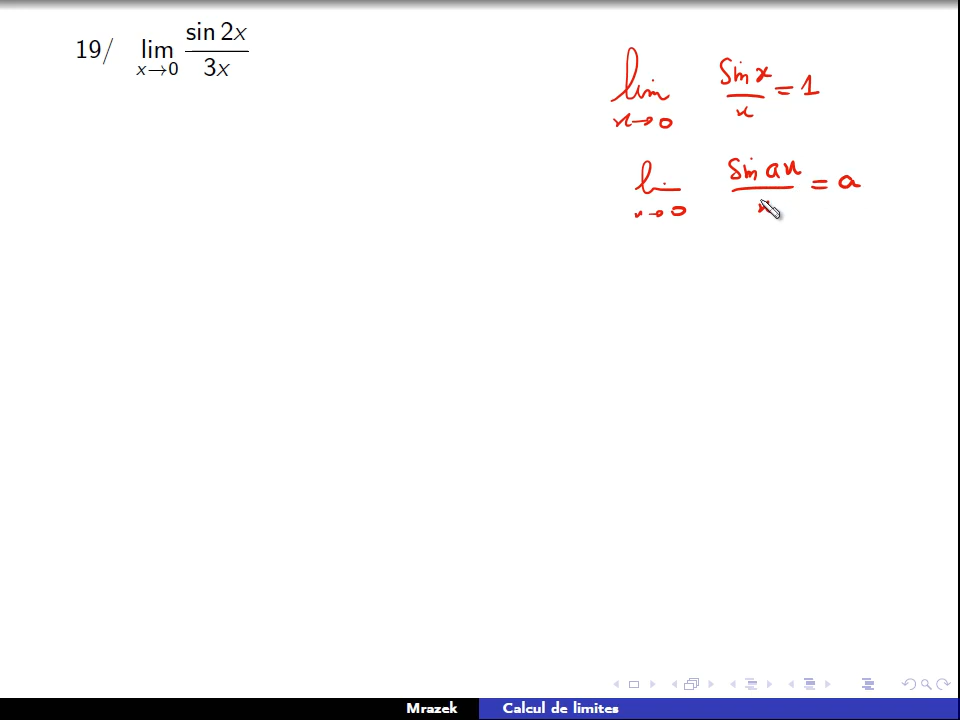 19/ lim x→0 sin 2x / 3x
lim x→0 sin x / x = 1
lim x→0 sin ax / x = a
Mrazek Calcul de limites